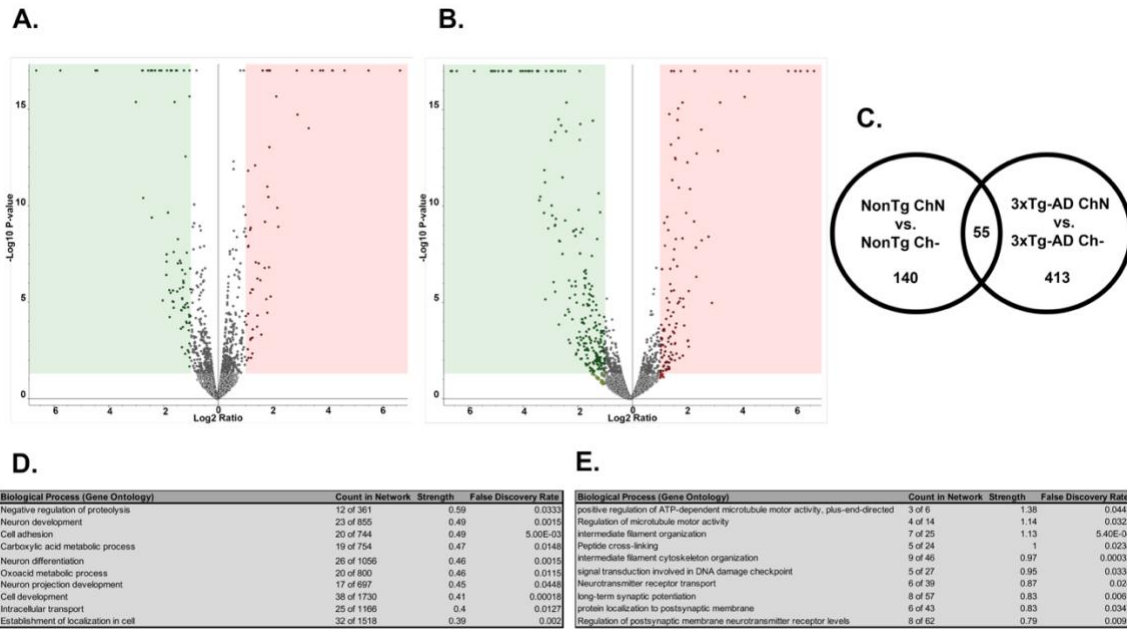 A.
B.
15
10
5
0
-Log10 P-value
6 4 2 0 2 4 6
Log2 Ratio
15
10
5
0
-Log10 P-value
6 4 2 0 2 4 6
Log2 Ratio
C.
NonTg ChN
vs.
NonTg Ch-
140
55
3xTg-AD ChN
vs.
3xTg-AD Ch-
413
D.
Biological Process (Gene Ontology) Count in Network Strength False Discovery Rate
Negative regulation of proteolysis 12 of 361 0.59 0.0333
Neuron development 23 of 855 0.49 0.0015
Cell adhesion 20 of 744 0.49 5.00E-03
Carboxylic acid metabolic process 19 of 754 0.47 0.0148
Neuron differentiation 26 of 1056 0.46 0.0015
Oxoacid metabolic process 20 of 800 0.46 0.0115
Neuron projection development 17 of 697 0.45 0.0448
Cell development 38 of 1730 0.41 0.00018
Intracellular transport 25 of 1166 0.4 0.0127
Establishment of localization in cell 32 of 1518 0.39 0.002
E.
Biological Process (Gene Ontology) Count in Network Strength False Discovery Rate
positive regulation of ATP-dependent microtubule motor activity, plus-end-directed 3 of 6 1.38 0.044
Regulation of microtubule motor activity 4 of 14 1.14 0.032
intermediate filament organization 7 of 25 1.13 5.40E-0
Peptide cross-linking 5 of 24 1 0.023
intermediate filament cytoskeleton organization 9 of 46 0.97 0.0003
signal transduction involved in DNA damage checkpoint 5 of 27 0.95 0.033
Neurotransmitter receptor transport 6 of 39 0.87 0.02
long-term synaptic potentiation 8 of 57 0.83 0.006
protein localization to postsynaptic membrane 6 of 43 0.83 0.034
Regulation of postsynaptic membrane neurotransmitter receptor levels 8 of 62 0.79 0.009